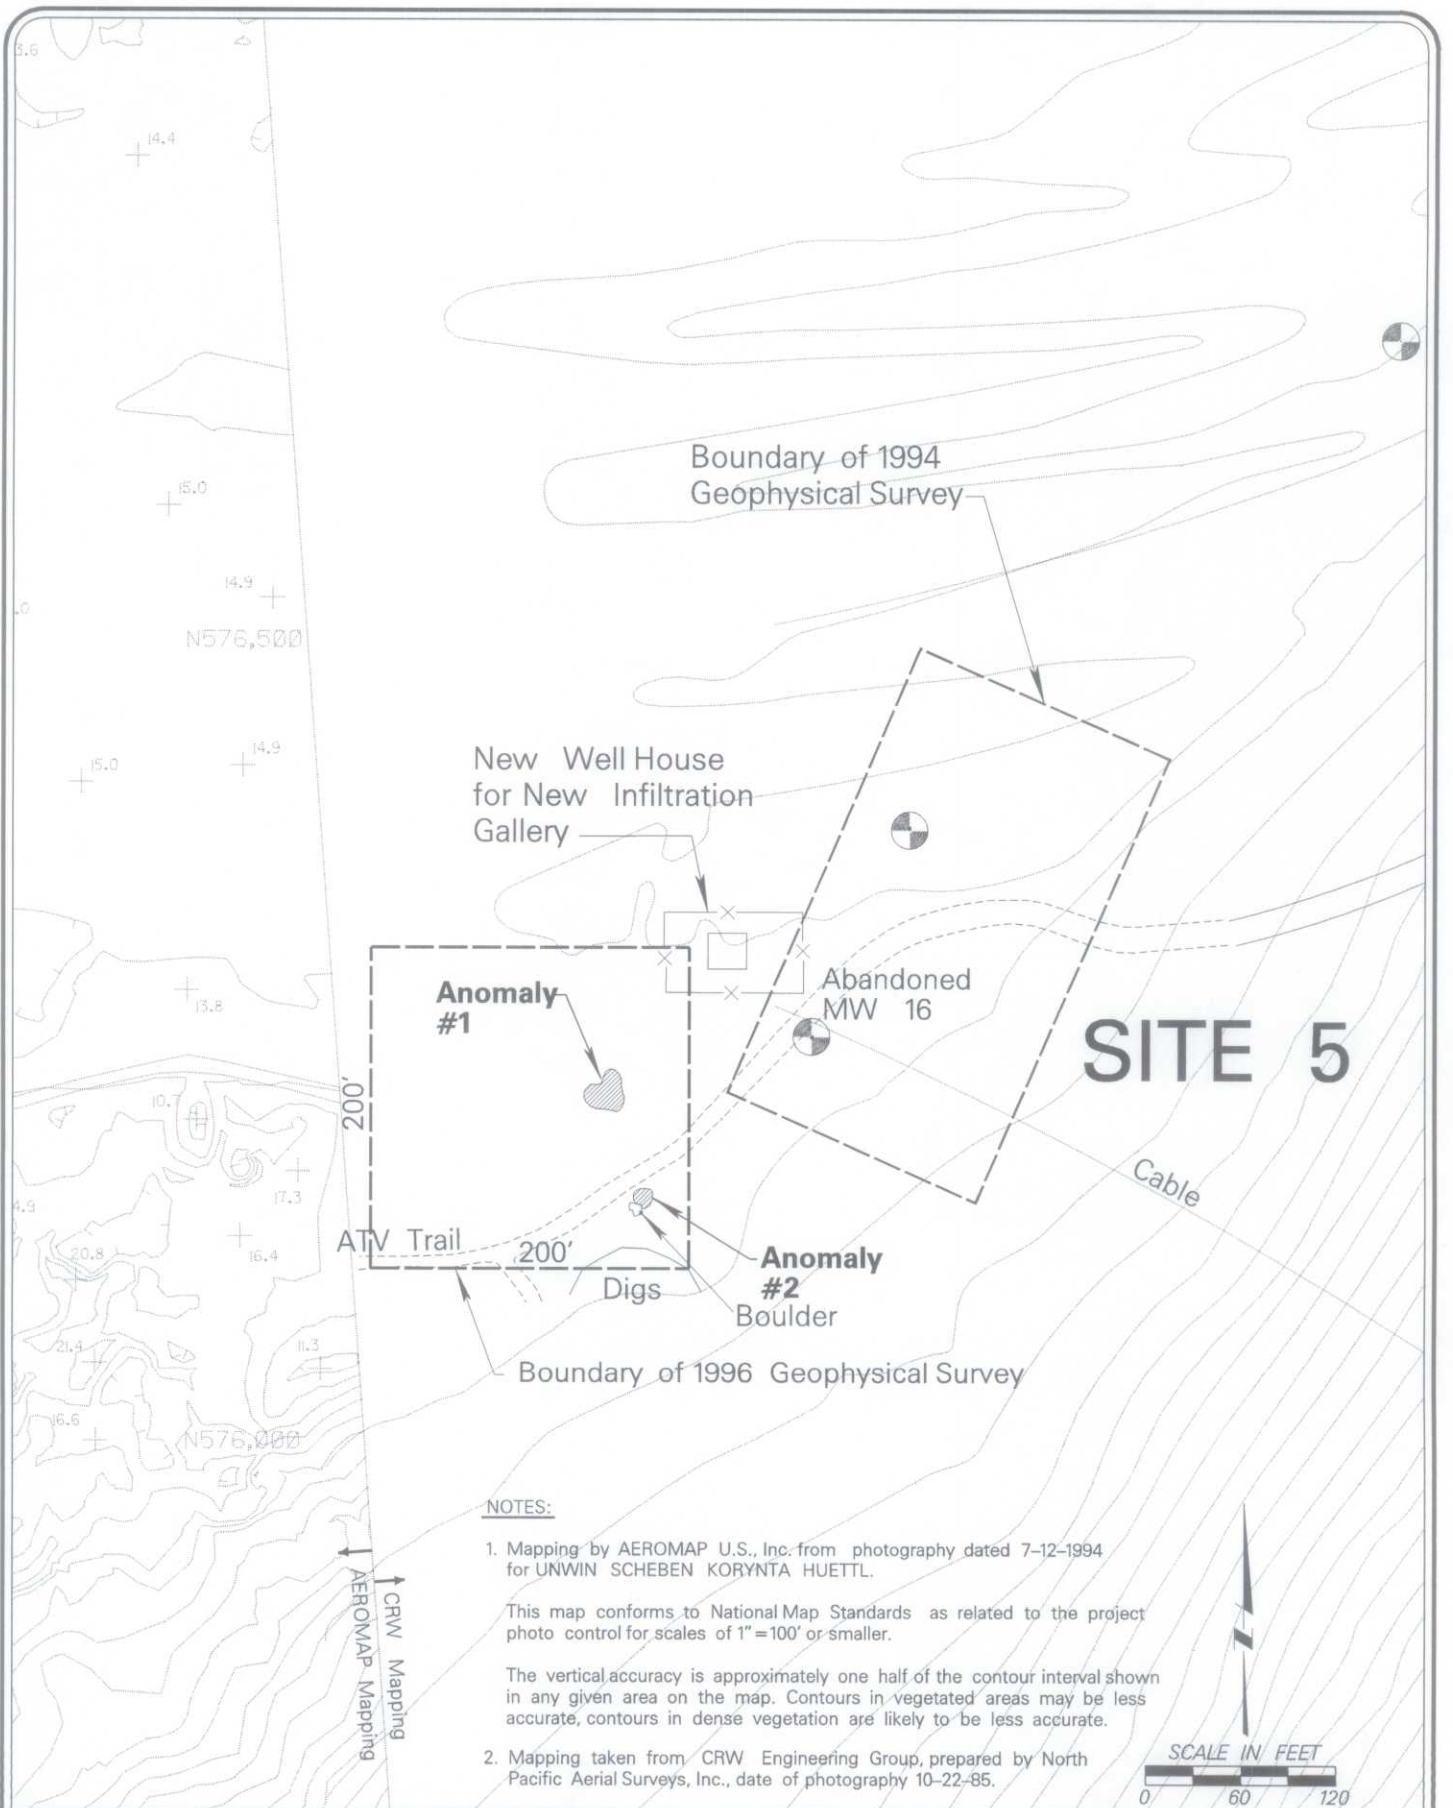 3.6
14.4
Boundary of 1994
Geophysical Survey
15.0
14.9
.0
N576,500
New Well House
for New Infiltration
Gallery
14.9
15.0
Anomaly
#1
Abandoned
MW 16
13.8
SITE 5
200'
10.7
Cable
17.3
4.9
ATV Trail
200'
16.4
20.8
Anomaly
#2
Digs
Boulder
21.4
11.3
Boundary of 1996 Geophysical Survey
16.6
N576,000
NOTES:
1. Mapping by AEROMAP U.S., Inc. from photography dated 7-12-1994
for UNWIN SCHEBEN KORYNTA HUETTL.
This map conforms to National Map Standards as related to the project
photo control for scales of 1"=100' or smaller.
The vertical accuracy is approximately one half of the contour interval shown
in any given area on the map. Contours in vegetated areas may be less
accurate, contours in dense vegetation are likely to be less accurate.
2. Mapping taken from CRW Engineering Group, prepared by North
Pacific Aerial Surveys, Inc., date of photography 10-22-85.
AEROMAP Mapping
CRW Mapping
SCALE IN FEET
0 60 120